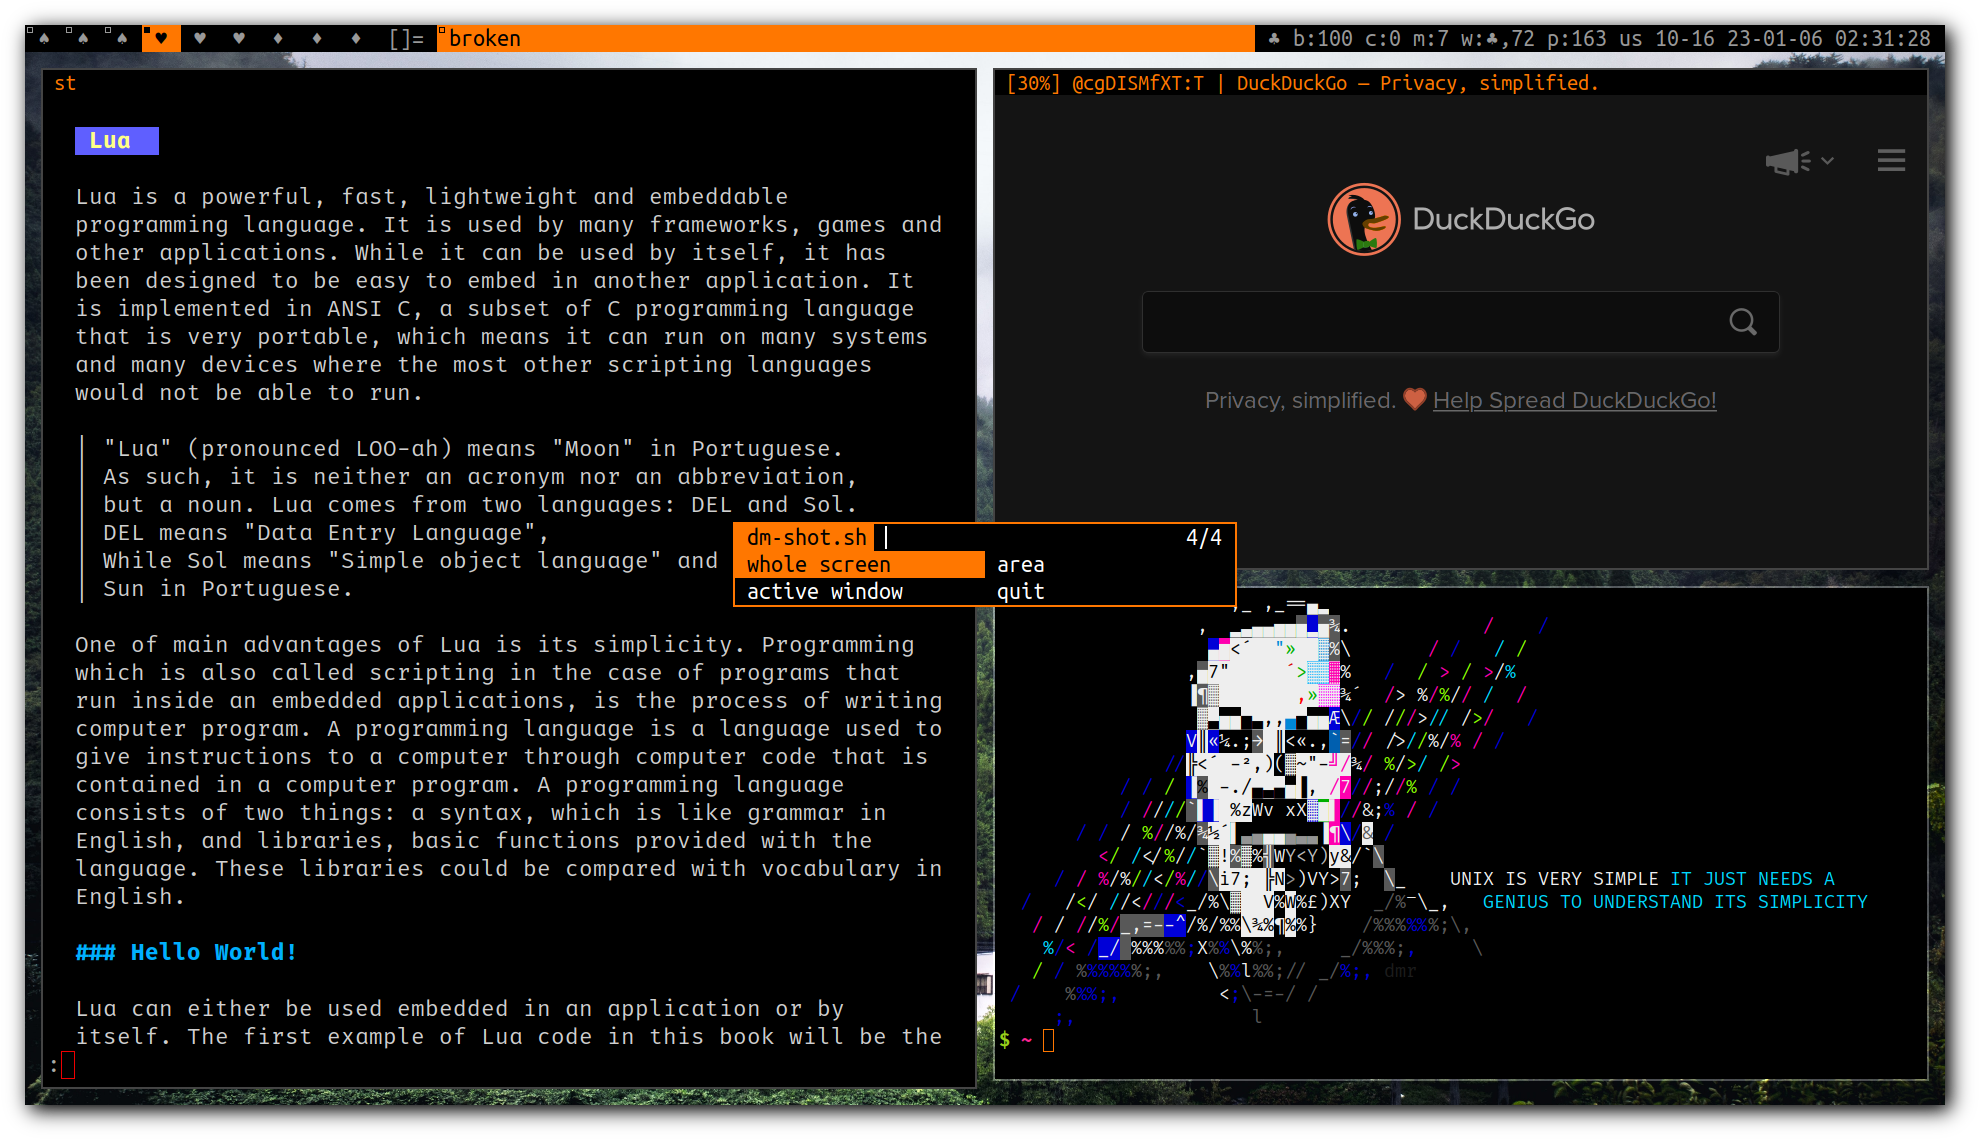 ♠ ♠ ♠ ♥ ♥ ♥ ♦ ♦ ♦ []= broken
♣ b:100 c:0 m:7 w:♣,72 p:163 us 10-16 23-01-06 02:31:28
st
Lua
Lua is a powerful, fast, lightweight and embeddable
programming language. It is used by many frameworks, games and
other applications. While it can be used by itself, it has
been designed to be easy to embed in another application. It
is implemented in ANSI C, a subset of C programming language
that is very portable, which means it can run on many systems
and many devices where the most other scripting languages
would not be able to run.
"Lua" (pronounced LOO-ah) means "Moon" in Portuguese.
As such, it is neither an acronym nor an abbreviation,
but a noun. Lua comes from two languages: DEL and Sol.
DEL means "Data Entry Language",
While Sol means "Simple object language" and
Sun in Portuguese.
One of main advantages of Lua is its simplicity. Programming
which is also called scripting in the case of programs that
run inside an embedded applications, is the process of writing
computer program. A programming language is a language used to
give instructions to a computer through computer code that is
contained in a computer program. A programming language
consists of two things: a syntax, which is like grammar in
English, and libraries, basic functions provided with the
language. These libraries could be compared with vocabulary in
English.
### Hello World!
Lua can either be used embedded in an application or by
itself. The first example of Lua code in this book will be the
:
[30%] @cgDISMfXT:T | DuckDuckGo — Privacy, simplified.
DuckDuckGo
Privacy, simplified. Help Spread DuckDuckGo!
dm-shot.sh 4/4
whole screen area
active window quit
UNIX IS VERY SIMPLE IT JUST NEEDS A
GENIUS TO UNDERSTAND ITS SIMPLICITY
dmr
$ ~